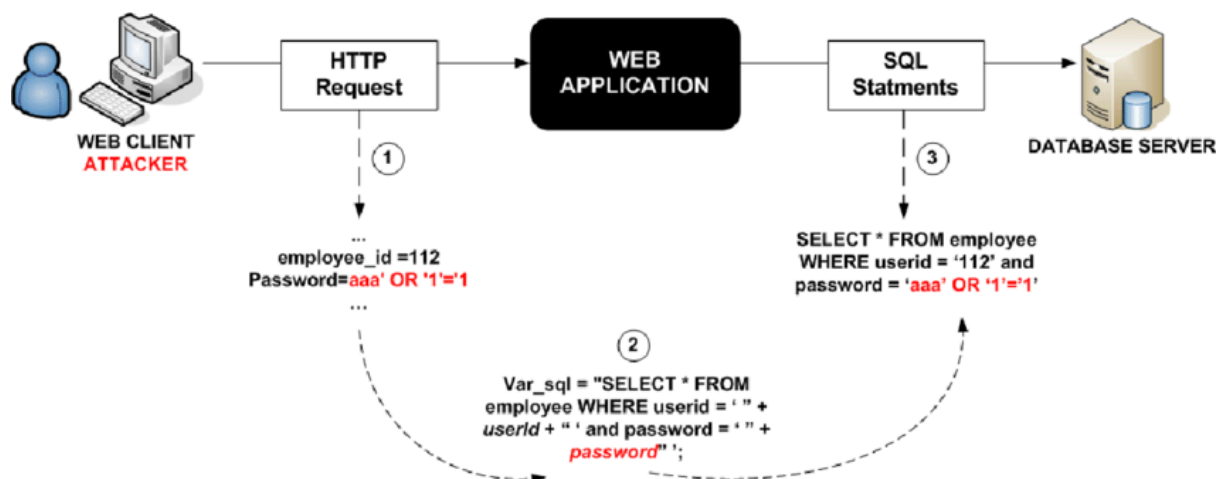 HTTP
Request
WEB
APPLICATION
SQL
Statments
WEB CLIENT
ATTACKER
DATABASE SERVER
1
...
employee_id =112
Password=aaa' OR '1'='1
...
2
Var_sql = "SELECT * FROM
employee WHERE userid = ‘ ” +
userId + “ ‘ and password = ‘ ” +
password” ’;
3
SELECT * FROM employee
WHERE userid = ‘112’ and
password = ‘aaa’ OR ‘1’=’1’